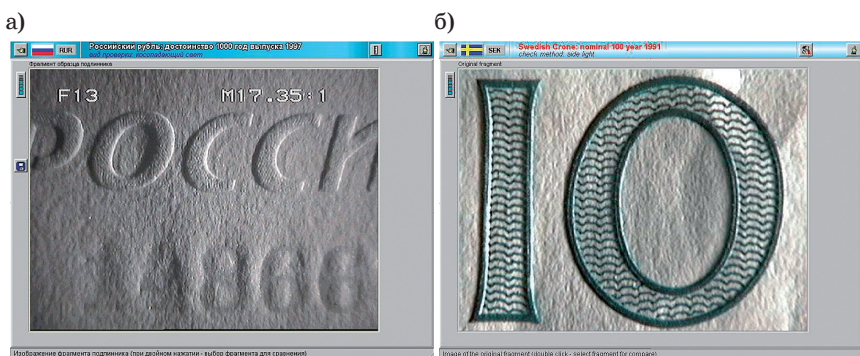 а)
б)
RUR
Российский рубль: достоинство 1000 год выпуска 1997
вид проверки: косопадающий свет
Фрагмент образца подлинника
F13 M17.35:1
РОССИ
Изображение фрагмента подлинника (при двойном нажатии - выбор фрагмента для сравнения)
SEK
Swedish Crone: nominal 100 year 1991
check method: side light
Original fragment
10
Image of the original fragment (double click - select fragment for compare)